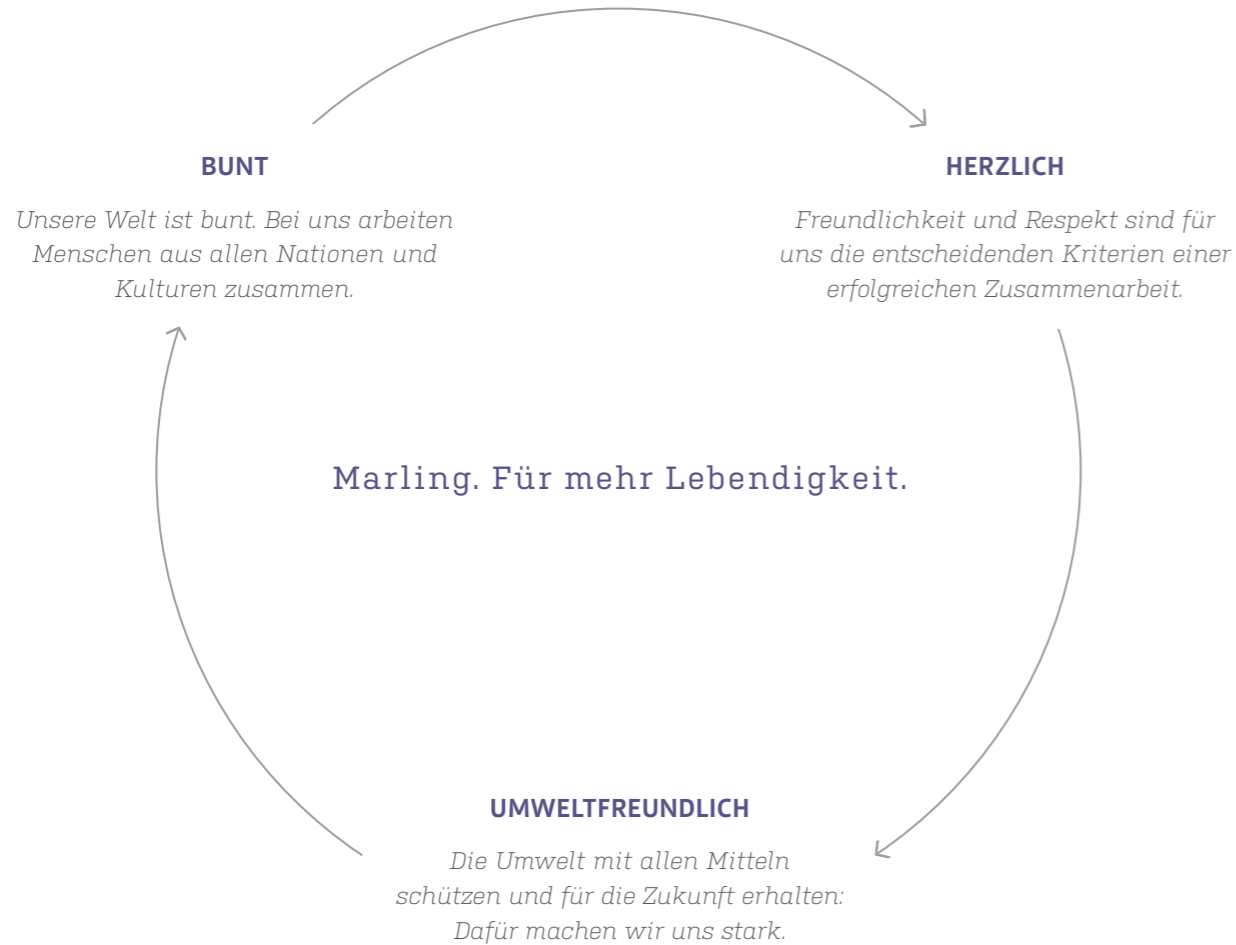 BUNT
Unsere Welt ist bunt. Bei uns arbeiten
Menschen aus allen Nationen und
Kulturen zusammen.
HERZLICH
Freundlichkeit und Respekt sind für
uns die entscheidenden Kriterien einer
erfolgreichen Zusammenarbeit.
Marling. Für mehr Lebendigkeit.
UMWELTFREUNDLICH
Die Umwelt mit allen Mitteln
schützen und für die Zukunft erhalten:
Dafür machen wir uns stark.